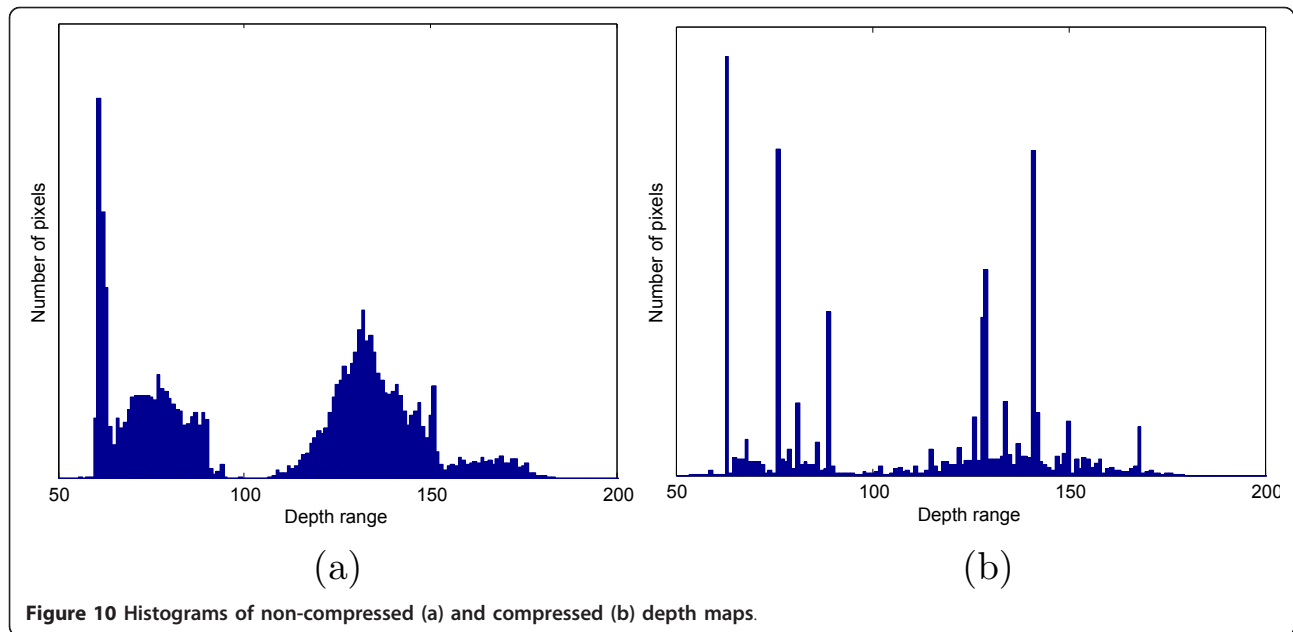 Number of pixels
50 100 150 200
Depth range
(a)
Number of pixels
50 100 150 200
Depth range
(b)
Figure 10 Histograms of non-compressed (a) and compressed (b) depth maps.